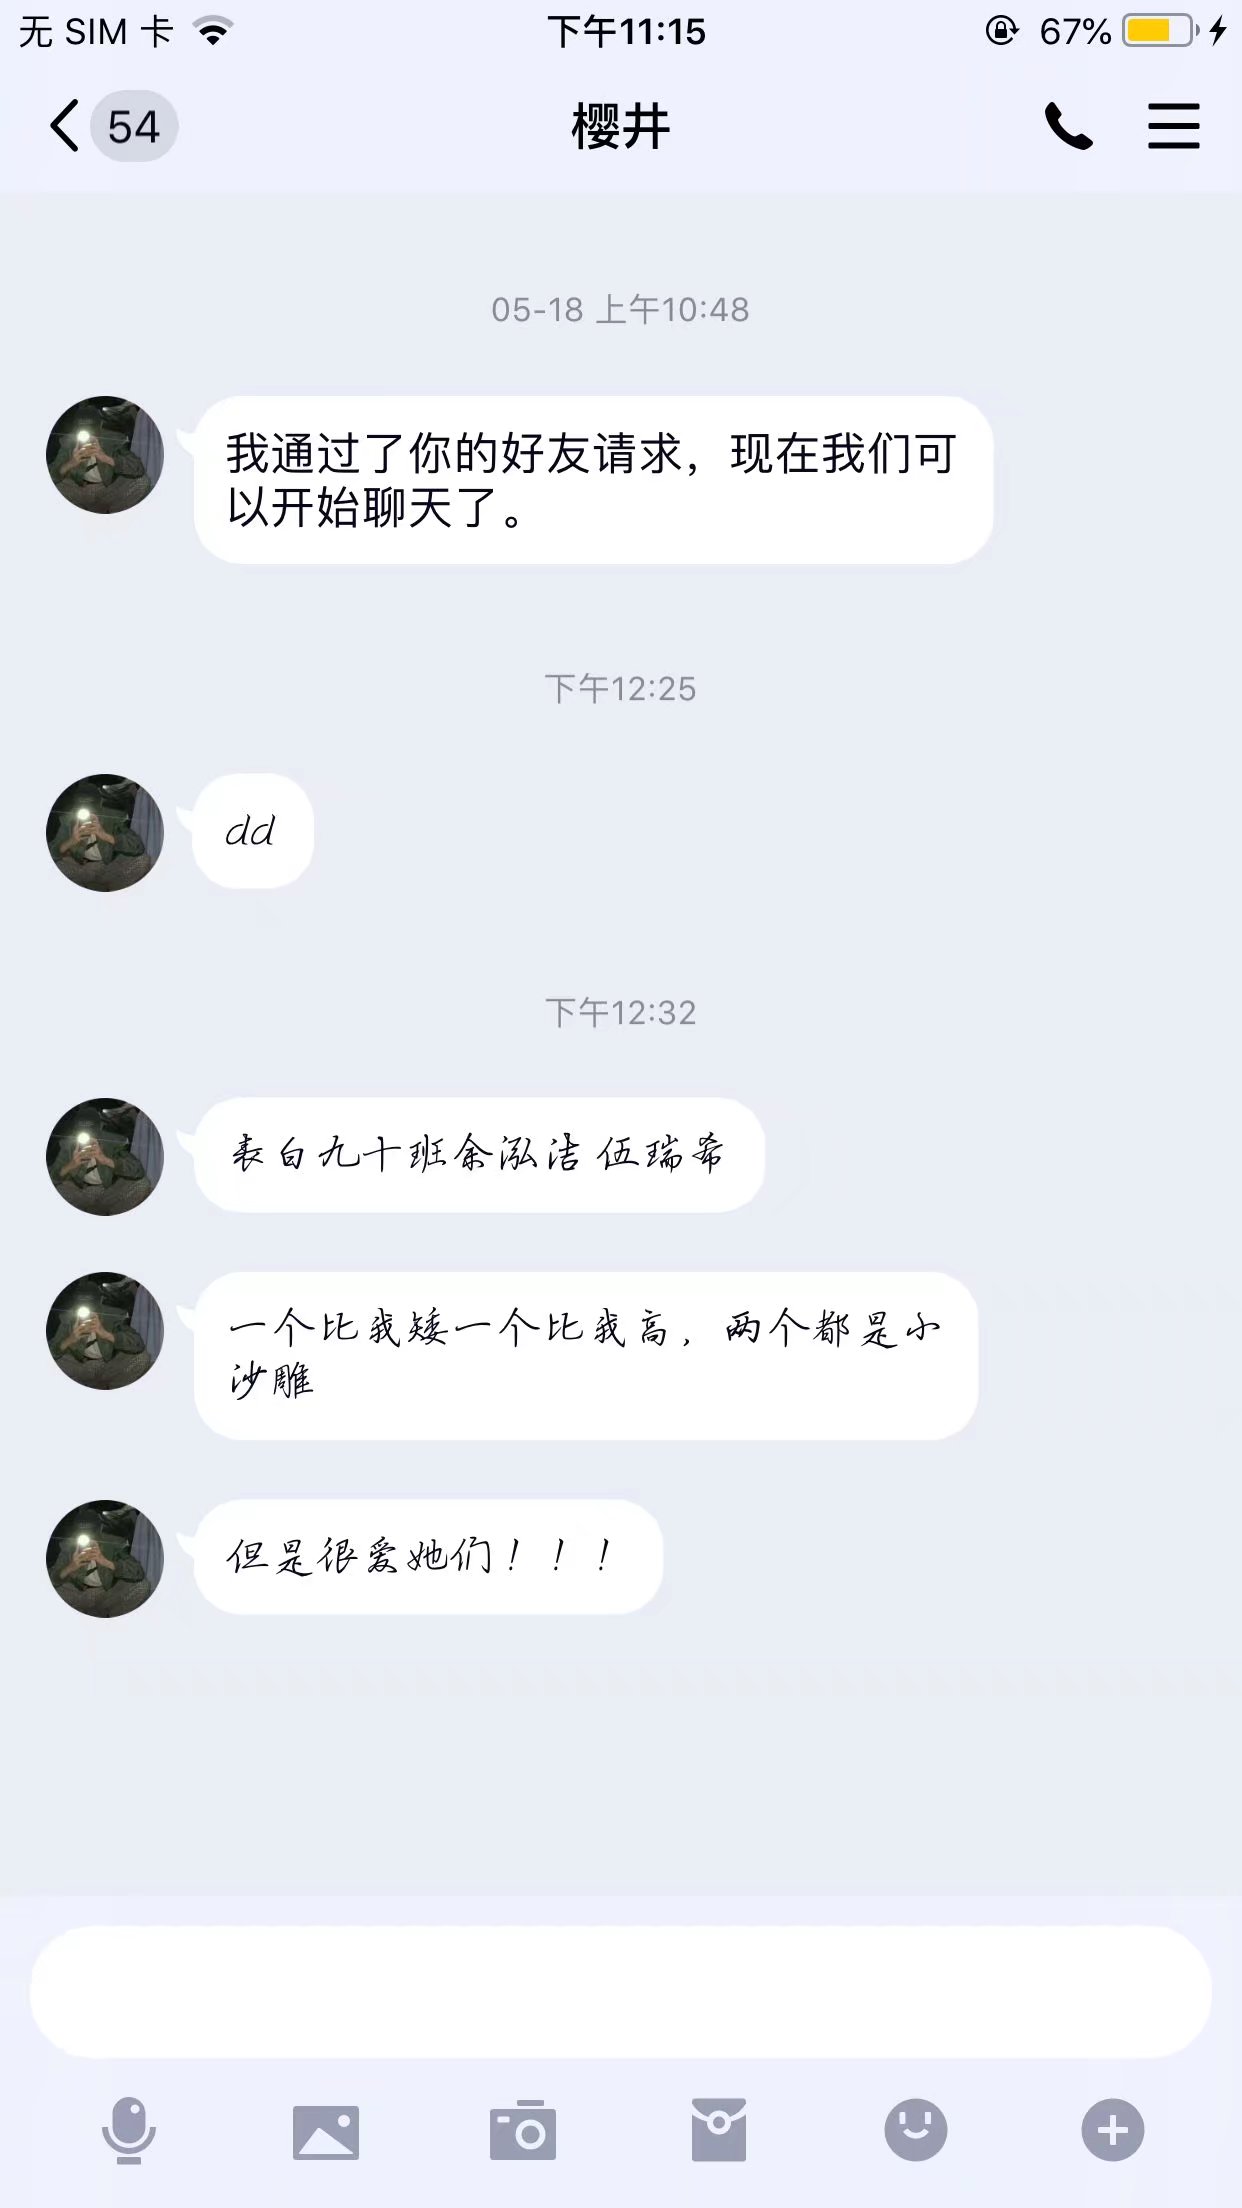 无 SIM 卡 下午11:15 67%
54 樱井
05-18 上午10:48
我通过了你的好友请求，现在我们可
以开始聊天了。
下午12:25
dd
下午12:32
表白九十班余泓洁 伍瑞希
一个比我矮一个比我高，两个都是小
沙雕
但是很爱她们！！！